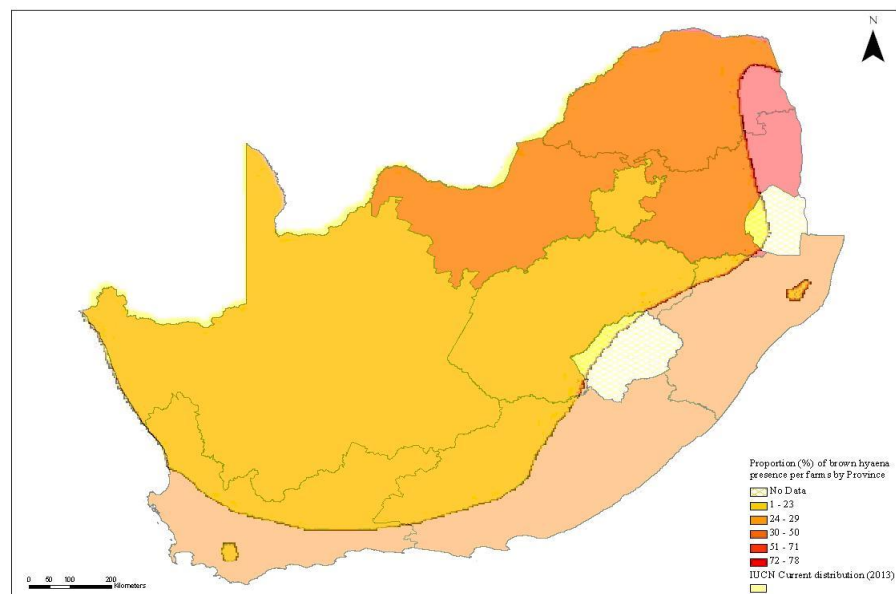 N
Proportion (%) of brown hyaena
presence per farms by Province
No Data
1 - 23
24 - 29
30 - 50
51 - 71
72 - 78
IUCN Current distribution (2013)
0 50 100 200
Kilometers